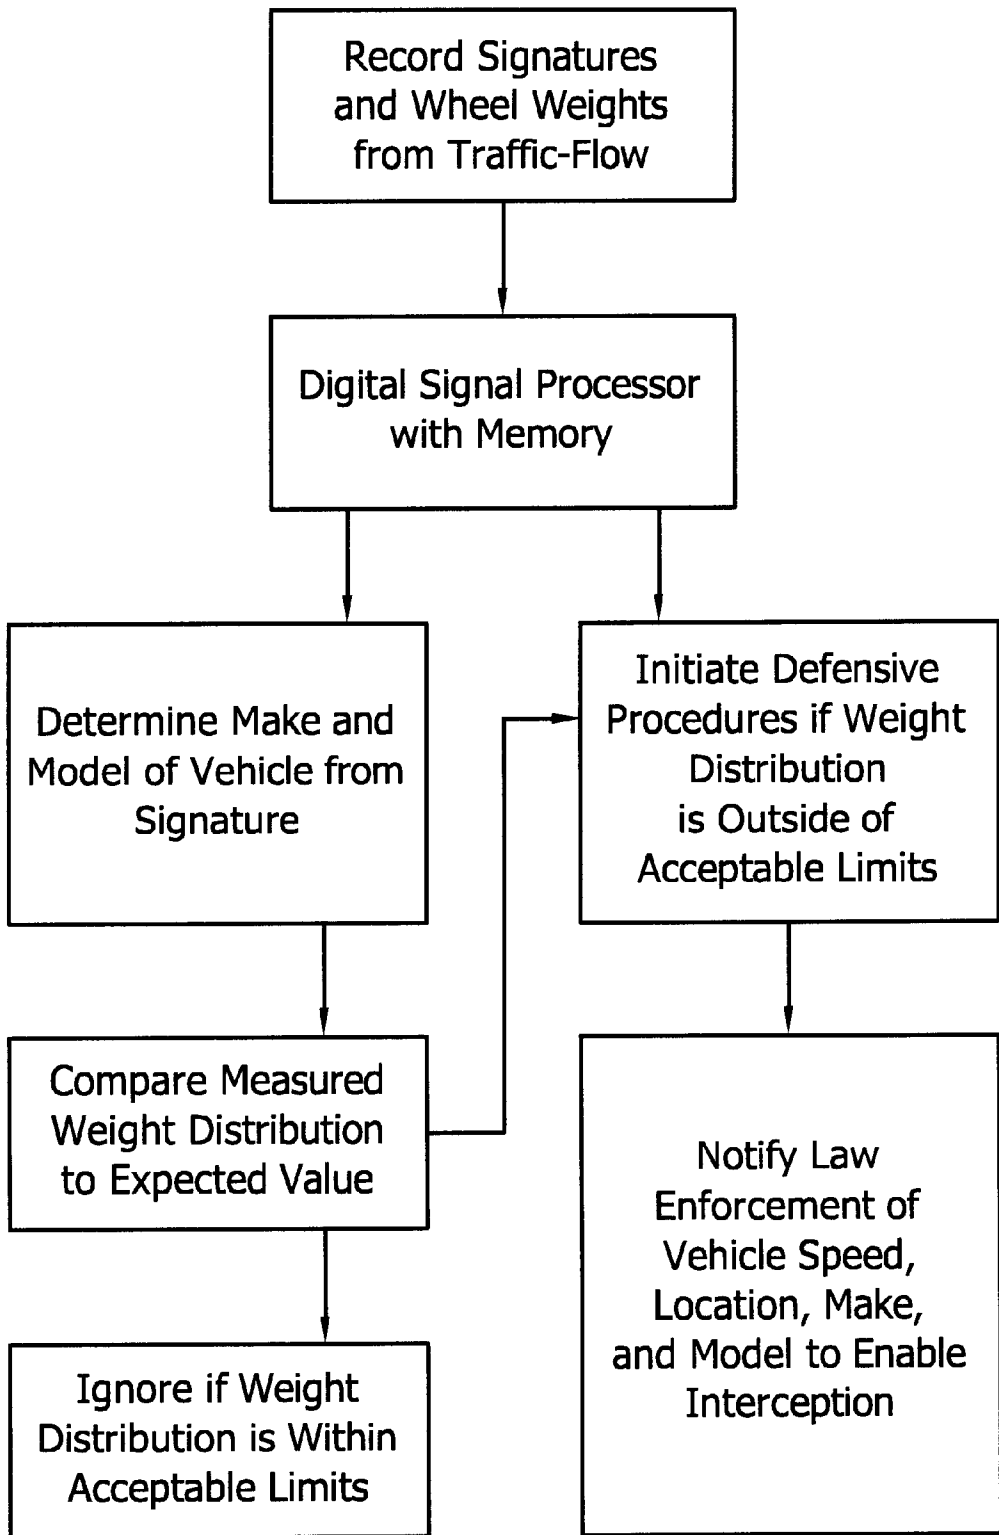 Record Signatures
and Wheel Weights
from Traffic-Flow
Digital Signal Processor
with Memory
Determine Make and
Model of Vehicle from
Signature
Initiate Defensive
Procedures if Weight
Distribution
is Outside of
Acceptable Limits
Compare Measured
Weight Distribution
to Expected Value
Notify Law
Enforcement of
Vehicle Speed,
Location, Make,
and Model to Enable
Interception
Ignore if Weight
Distribution is Within
Acceptable Limits